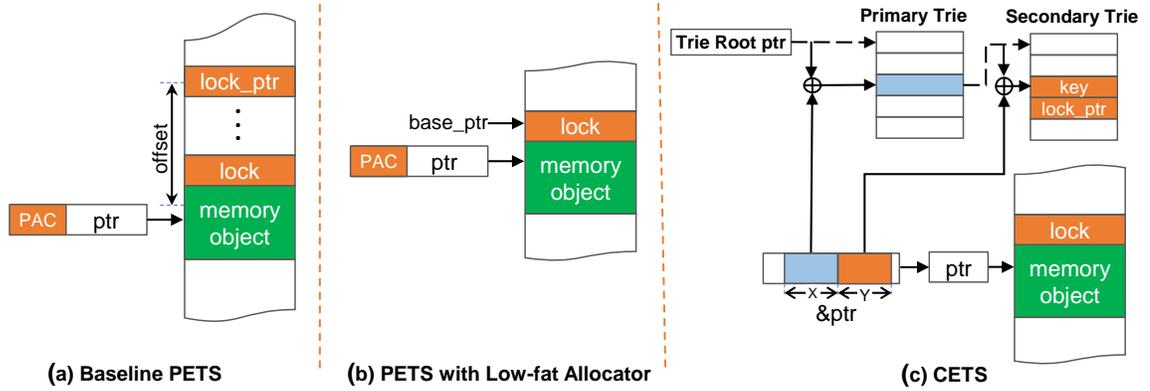 lock_ptr
offset
lock
PAC ptr
memory
object
(a) Baseline PETS
base_ptr
lock
PAC ptr
memory
object
(b) PETS with Low-fat Allocator
Primary Trie
Secondary Trie
Trie Root ptr
key
lock_ptr
lock
ptr
memory
object
X Y
&ptr
(c) CETS